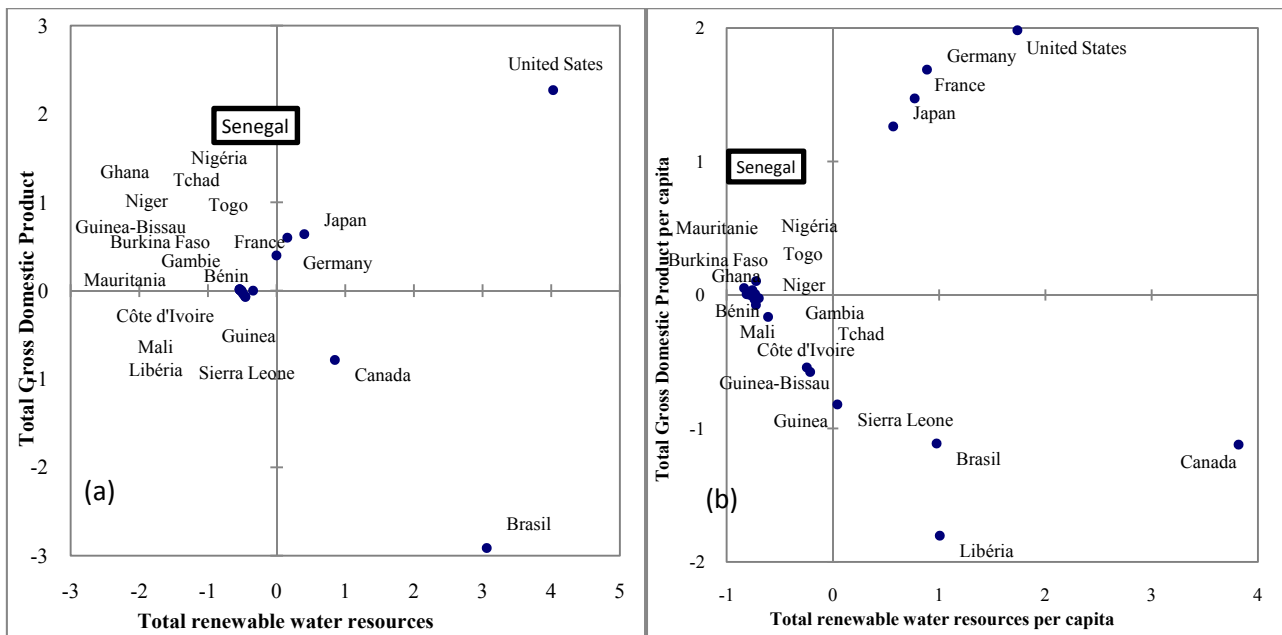 3
2
1
0
-1
-2
-3
Total Gross Domestic Product
United Sates
Senegal
Nigéria
Ghana
Tchad
Niger
Togo
Guinea-Bissau
Japan
Burkina Faso
France
Gambie
Germany
Mauritania
Bénin
Côte d'Ivoire
Guinea
Mali
Libéria
Sierra Leone
Canada
(a)
Brasil
-3 -2 -1 0 1 2 3 4 5
Total renewable water resources
2
1
0
-1
-2
Total Gross Domestic Product per capita
United States
Germany
France
Japan
Senegal
Mauritanie
Nigéria
Burkina Faso
Togo
Ghana
Niger
Bénin
Gambia
Mali
Tchad
Côte d'Ivoire
Guinea-Bissau
Guinea
Sierra Leone
Brasil
Canada
(b)
Libéria
-1 0 1 2 3 4
Total renewable water resources per capita